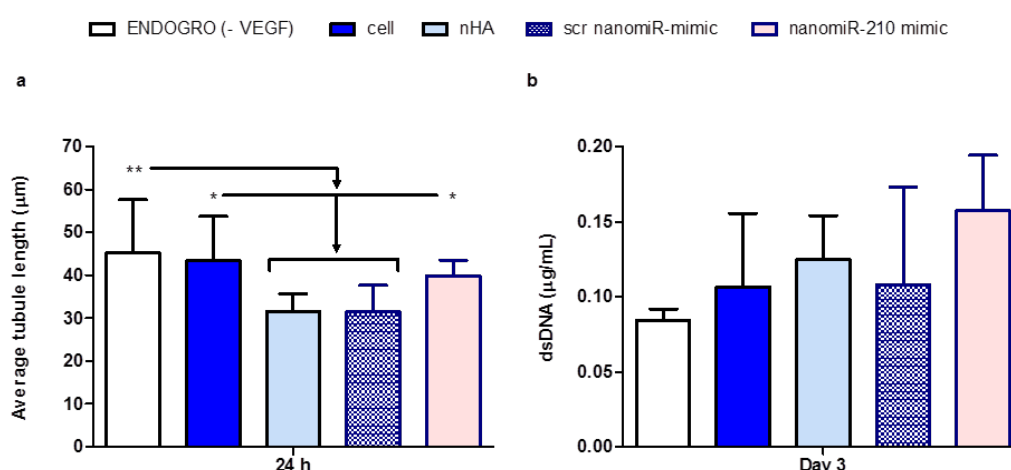 ENDOGRO (- VEGF) cell nHA scr nanomiR-mimic nanomiR-210 mimic
a
Average tubule length (µm)
70
60
50
40
30
20
10
0
**
*
*
24 h
b
dsDNA (µg/mL)
0.20
0.15
0.10
0.05
0.00
Day 3